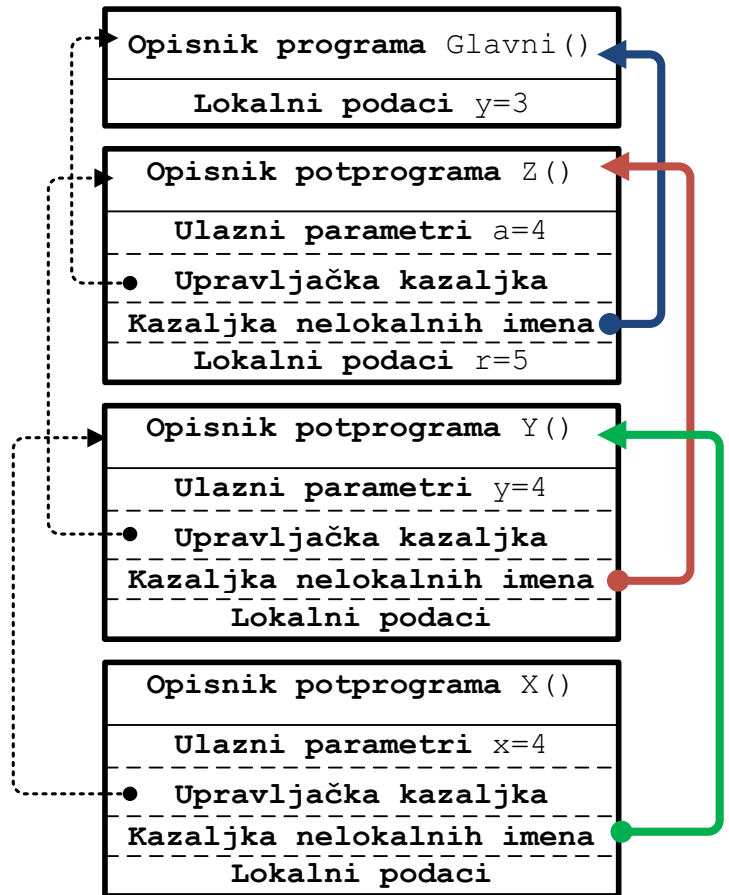 Opisnik programa Glavni()
Lokalni podaci y=3
Opisnik potprograma Z()
Ulazni parametri a=4
Upravljačka kazaljka
Kazaljka nelokalnih imena
Lokalni podaci r=5
Opisnik potprograma Y()
Ulazni parametri y=4
Upravljačka kazaljka
Kazaljka nelokalnih imena
Lokalni podaci
Opisnik potprograma X()
Ulazni parametri x=4
Upravljačka kazaljka
Kazaljka nelokalnih imena
Lokalni podaci